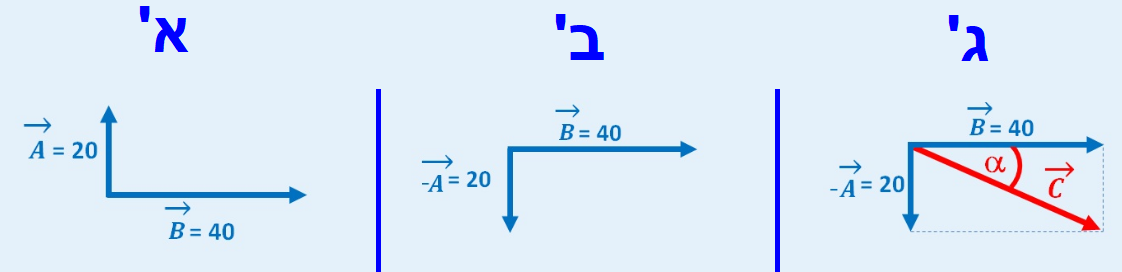 א'
A = 20
B = 40
ב'
B = 40
-A = 20
ג'
B = 40
-A = 20
α
C